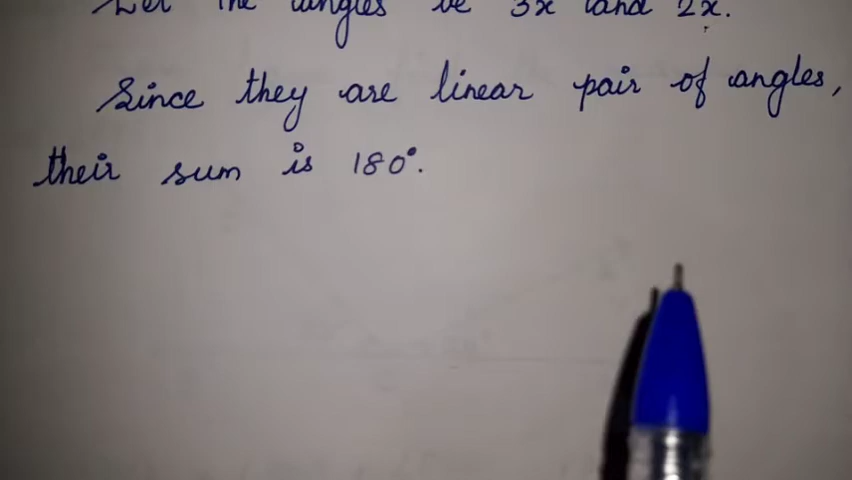 Let the angles be 3x and 2x.
Since they are linear pair of angles,
their sum is 180°.